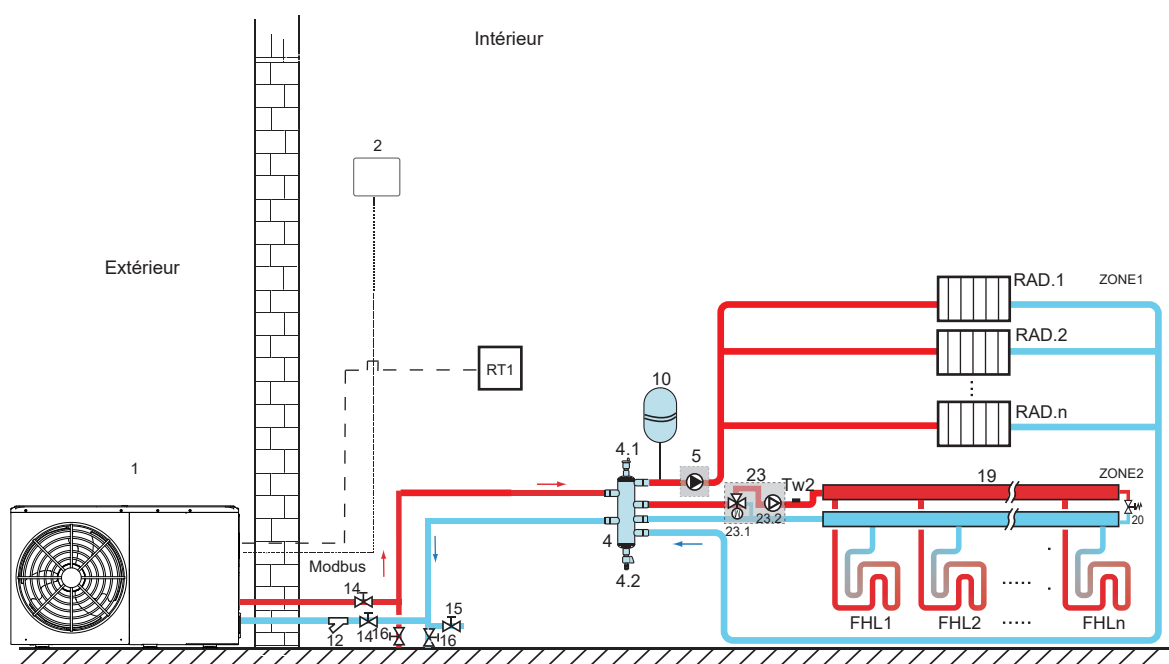 Intérieur
2
Extérieur
RAD.1
ZONE1
RAD.2
RT1
10
RAD.n
4.1
5
1
23
Tw2
19
ZONE2
20
23.1
23.2
4
Modbus
4.2
14
15
12
14
16
16
FHL1
FHL2
.....
.....
FHLn